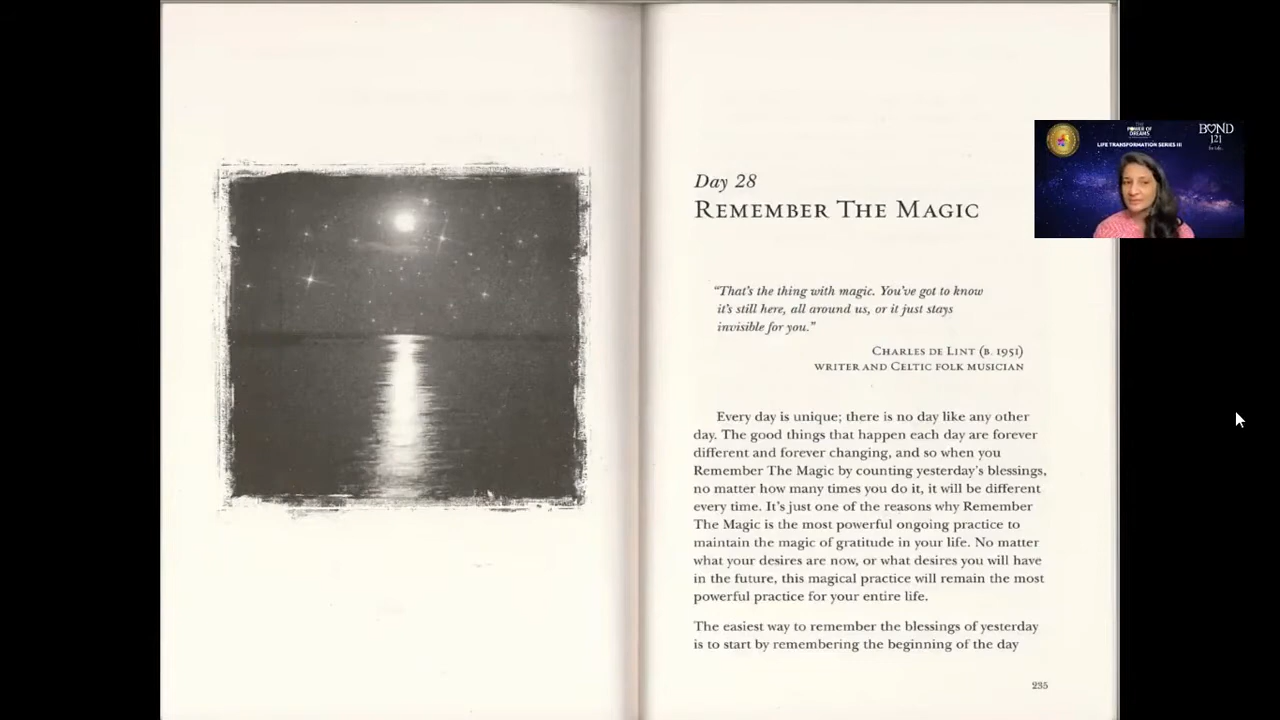 Day 28
REMEMBER THE MAGIC
“That’s the thing with magic. You’ve got to know
it’s still here, all around us, or it just stays
invisible for you.”
CHARLES DE LINT (B. 1951)
WRITER AND CELTIC FOLK MUSICIAN
Every day is unique; there is no day like any other
day. The good things that happen each day are forever
different and forever changing, and so when you
Remember The Magic by counting yesterday’s blessings,
no matter how many times you do it, it will be different
every time. It’s just one of the reasons why Remember
The Magic is the most powerful ongoing practice to
maintain the magic of gratitude in your life. No matter
what your desires are now, or what desires you will have
in the future, this magical practice will remain the most
powerful practice for your entire life.
The easiest way to remember the blessings of yesterday
is to start by remembering the beginning of the day
235
THE
POWER OF
DREAMS
LIFE TRANSFORMATION SERIES III
BOND
121